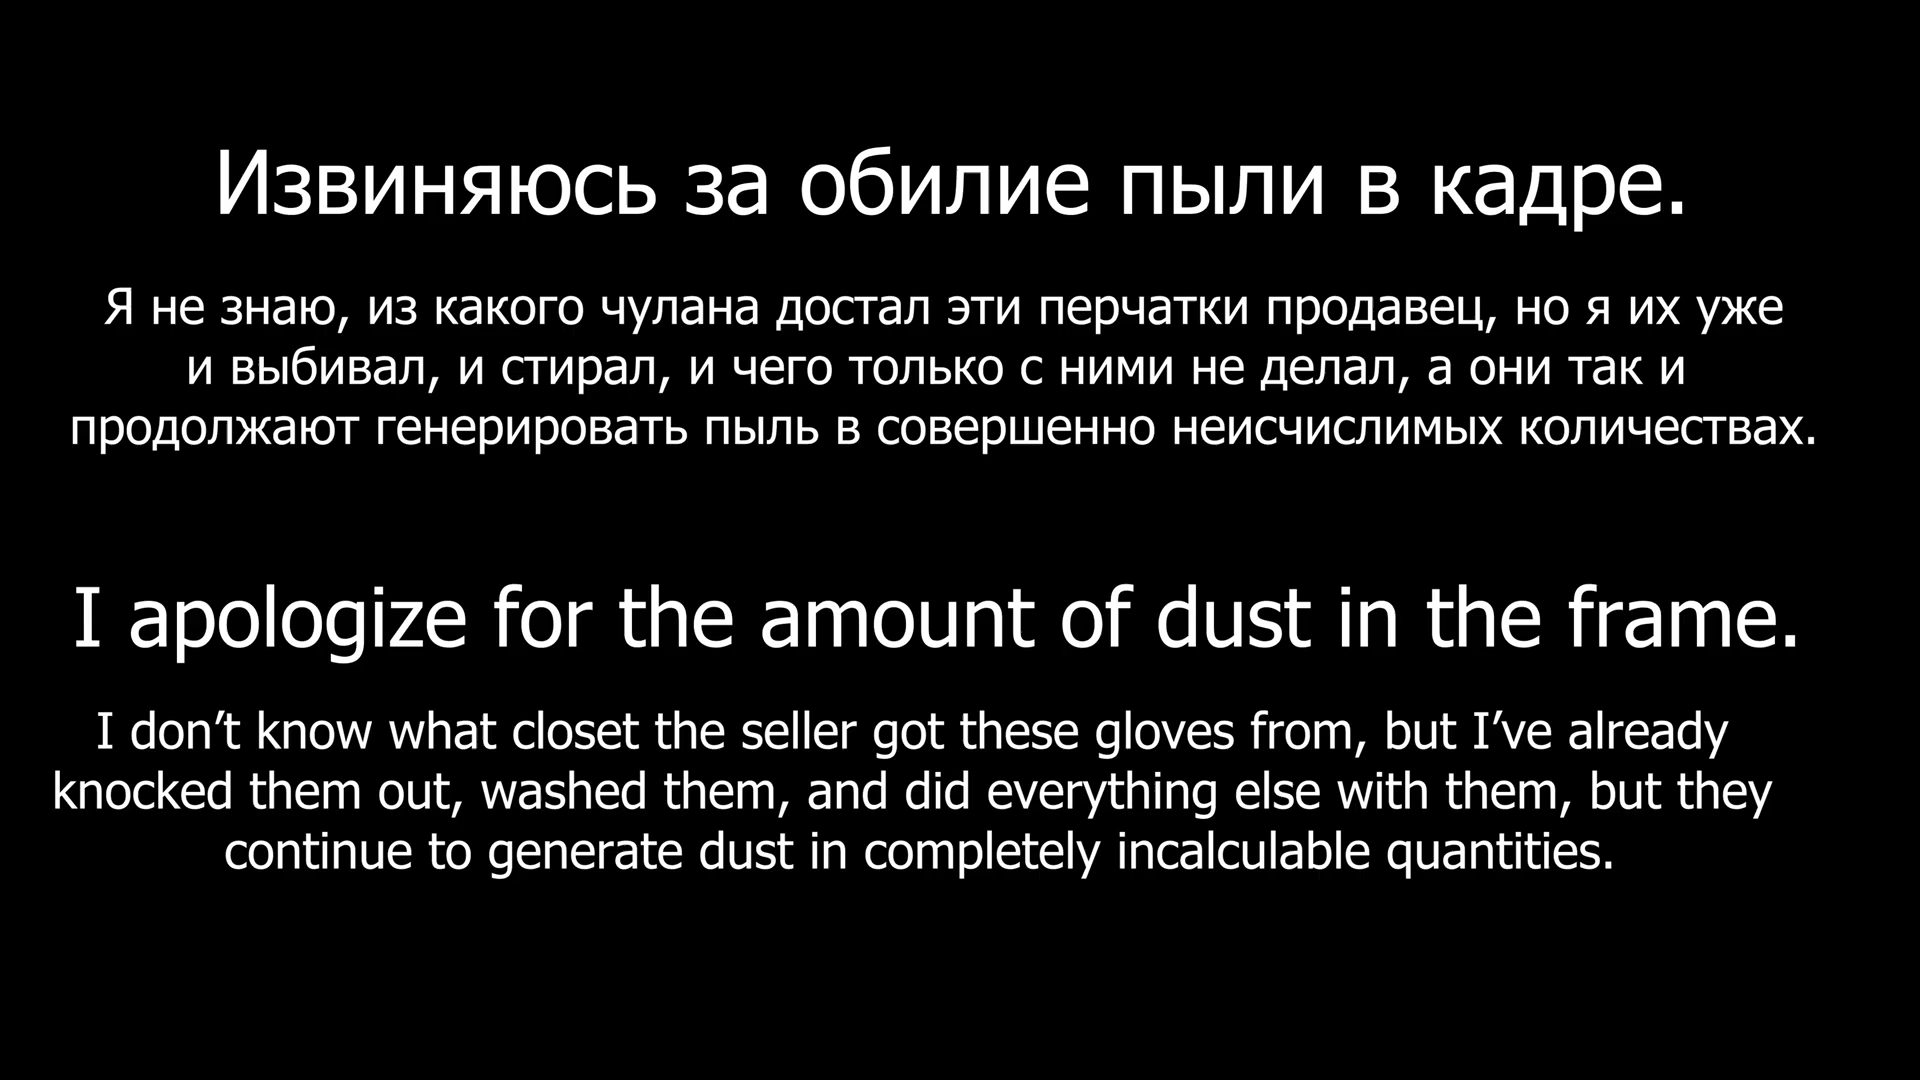 Извиняюсь за обилие пыли в кадре.
Я не знаю, из какого чулана достал эти перчатки продавец, но я их уже
и выбивал, и стирал, и чего только с ними не делал, а они так и
продолжают генерировать пыль в совершенно неисчислимых количествах.
I apologize for the amount of dust in the frame.
I don’t know what closet the seller got these gloves from, but I’ve already
knocked them out, washed them, and did everything else with them, but they
continue to generate dust in completely incalculable quantities.